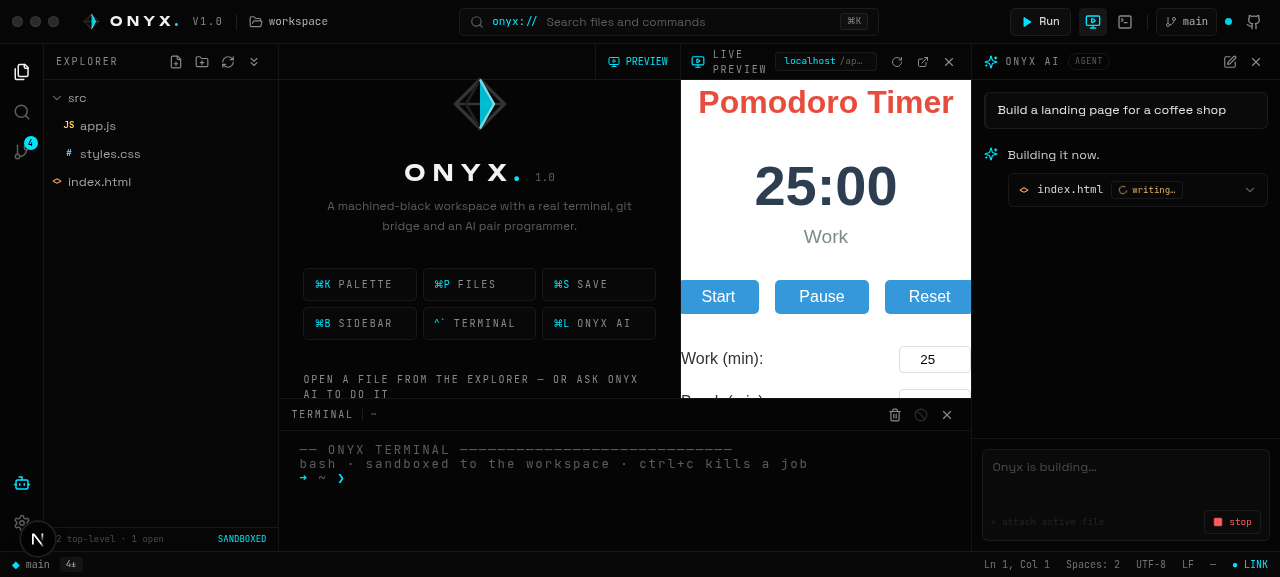 ONYX. V1.0
workspace
onyx:// Search files and commands ⌘K
Run
main
EXPLORER
src
JS app.js
# styles.css
<> index.html
4
2 top-level · 1 open SANDBOXED
N
PREVIEW
ONYX. 1.0
A machined-black workspace with a real terminal, git
bridge and an AI pair programmer.
⌘K PALETTE
⌘P FILES
⌘S SAVE
⌘B SIDEBAR
^` TERMINAL
⌘L ONYX AI
OPEN A FILE FROM THE EXPLORER — OR ASK ONYX
AI TO DO IT
LIVE
PREVIEW
localhost /ap…
Pomodoro Timer
25:00
Work
Start
Pause
Reset
Work (min):
25
TERMINAL ~
—— ONYX TERMINAL ————————————————————————————
bash · sandboxed to the workspace · ctrl+c kills a job
➜ ~ ❯
ONYX AI AGENT
Build a landing page for a coffee shop
Building it now.
<> index.html writing…
Onyx is building…
+ attach active file
stop
◆ main 4±
Ln 1, Col 1 Spaces: 2 UTF-8 LF — ● LINK